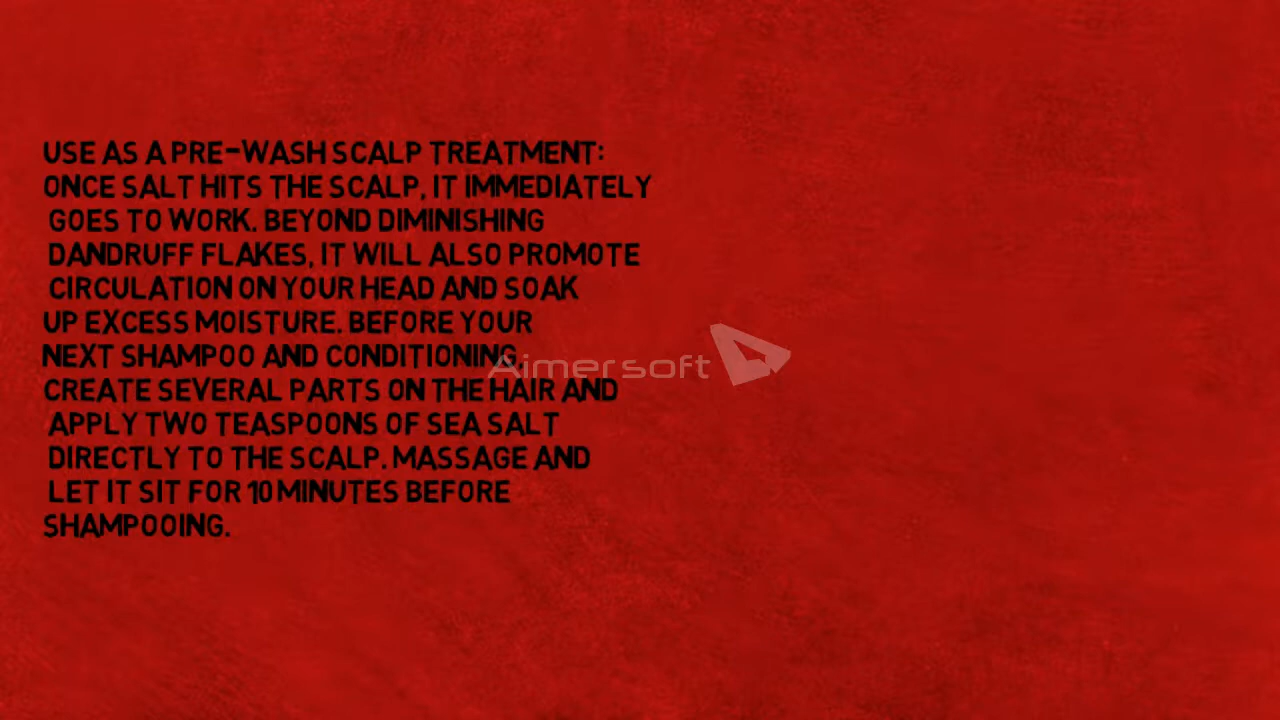 USE AS A PRE-WASH SCALP TREATMENT:
ONCE SALT HITS THE SCALP, IT IMMEDIATELY
GOES TO WORK. BEYOND DIMINISHING
DANDRUFF FLAKES, IT WILL ALSO PROMOTE
CIRCULATION ON YOUR HEAD AND SOAK
UP EXCESS MOISTURE. BEFORE YOUR
NEXT SHAMPOO AND CONDITIONING,
Aimersoft
CREATE SEVERAL PARTS ON THE HAIR AND
APPLY TWO TEASPOONS OF SEA SALT
DIRECTLY TO THE SCALP. MASSAGE AND
LET IT SIT FOR 10 MINUTES BEFORE
SHAMPOOING.